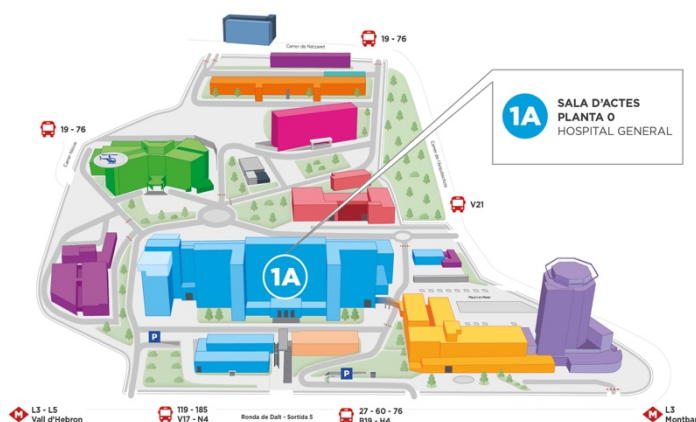 19 - 76
Carrer de Natzaret
1A
SALA D'ACTES
PLANTA 0
HOSPITAL GENERAL
19 - 76
V21
1A
P
P
M
L3 - L5
Vall d'Hebron
119 - 185
V17 - N4
Ronda de Dalt - Sortida 5
27 - 60 - 76
B19 - H4
M
L3
Montbau